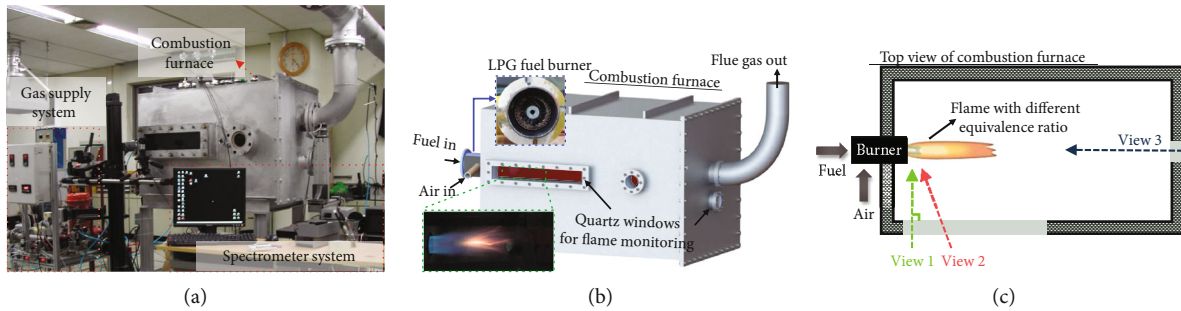 Combustion
furnace
Gas supply
system
Spectrometer system
(a)
LPG fuel burner
Combustion furnace
Flue gas out
Fuel in
Air in
Quartz windows
for flame monitoring
(b)
Top view of combustion furnace
Flame with different
equivalence ratio
Burner
View 3
Fuel
Air
View 1
View 2
(c)